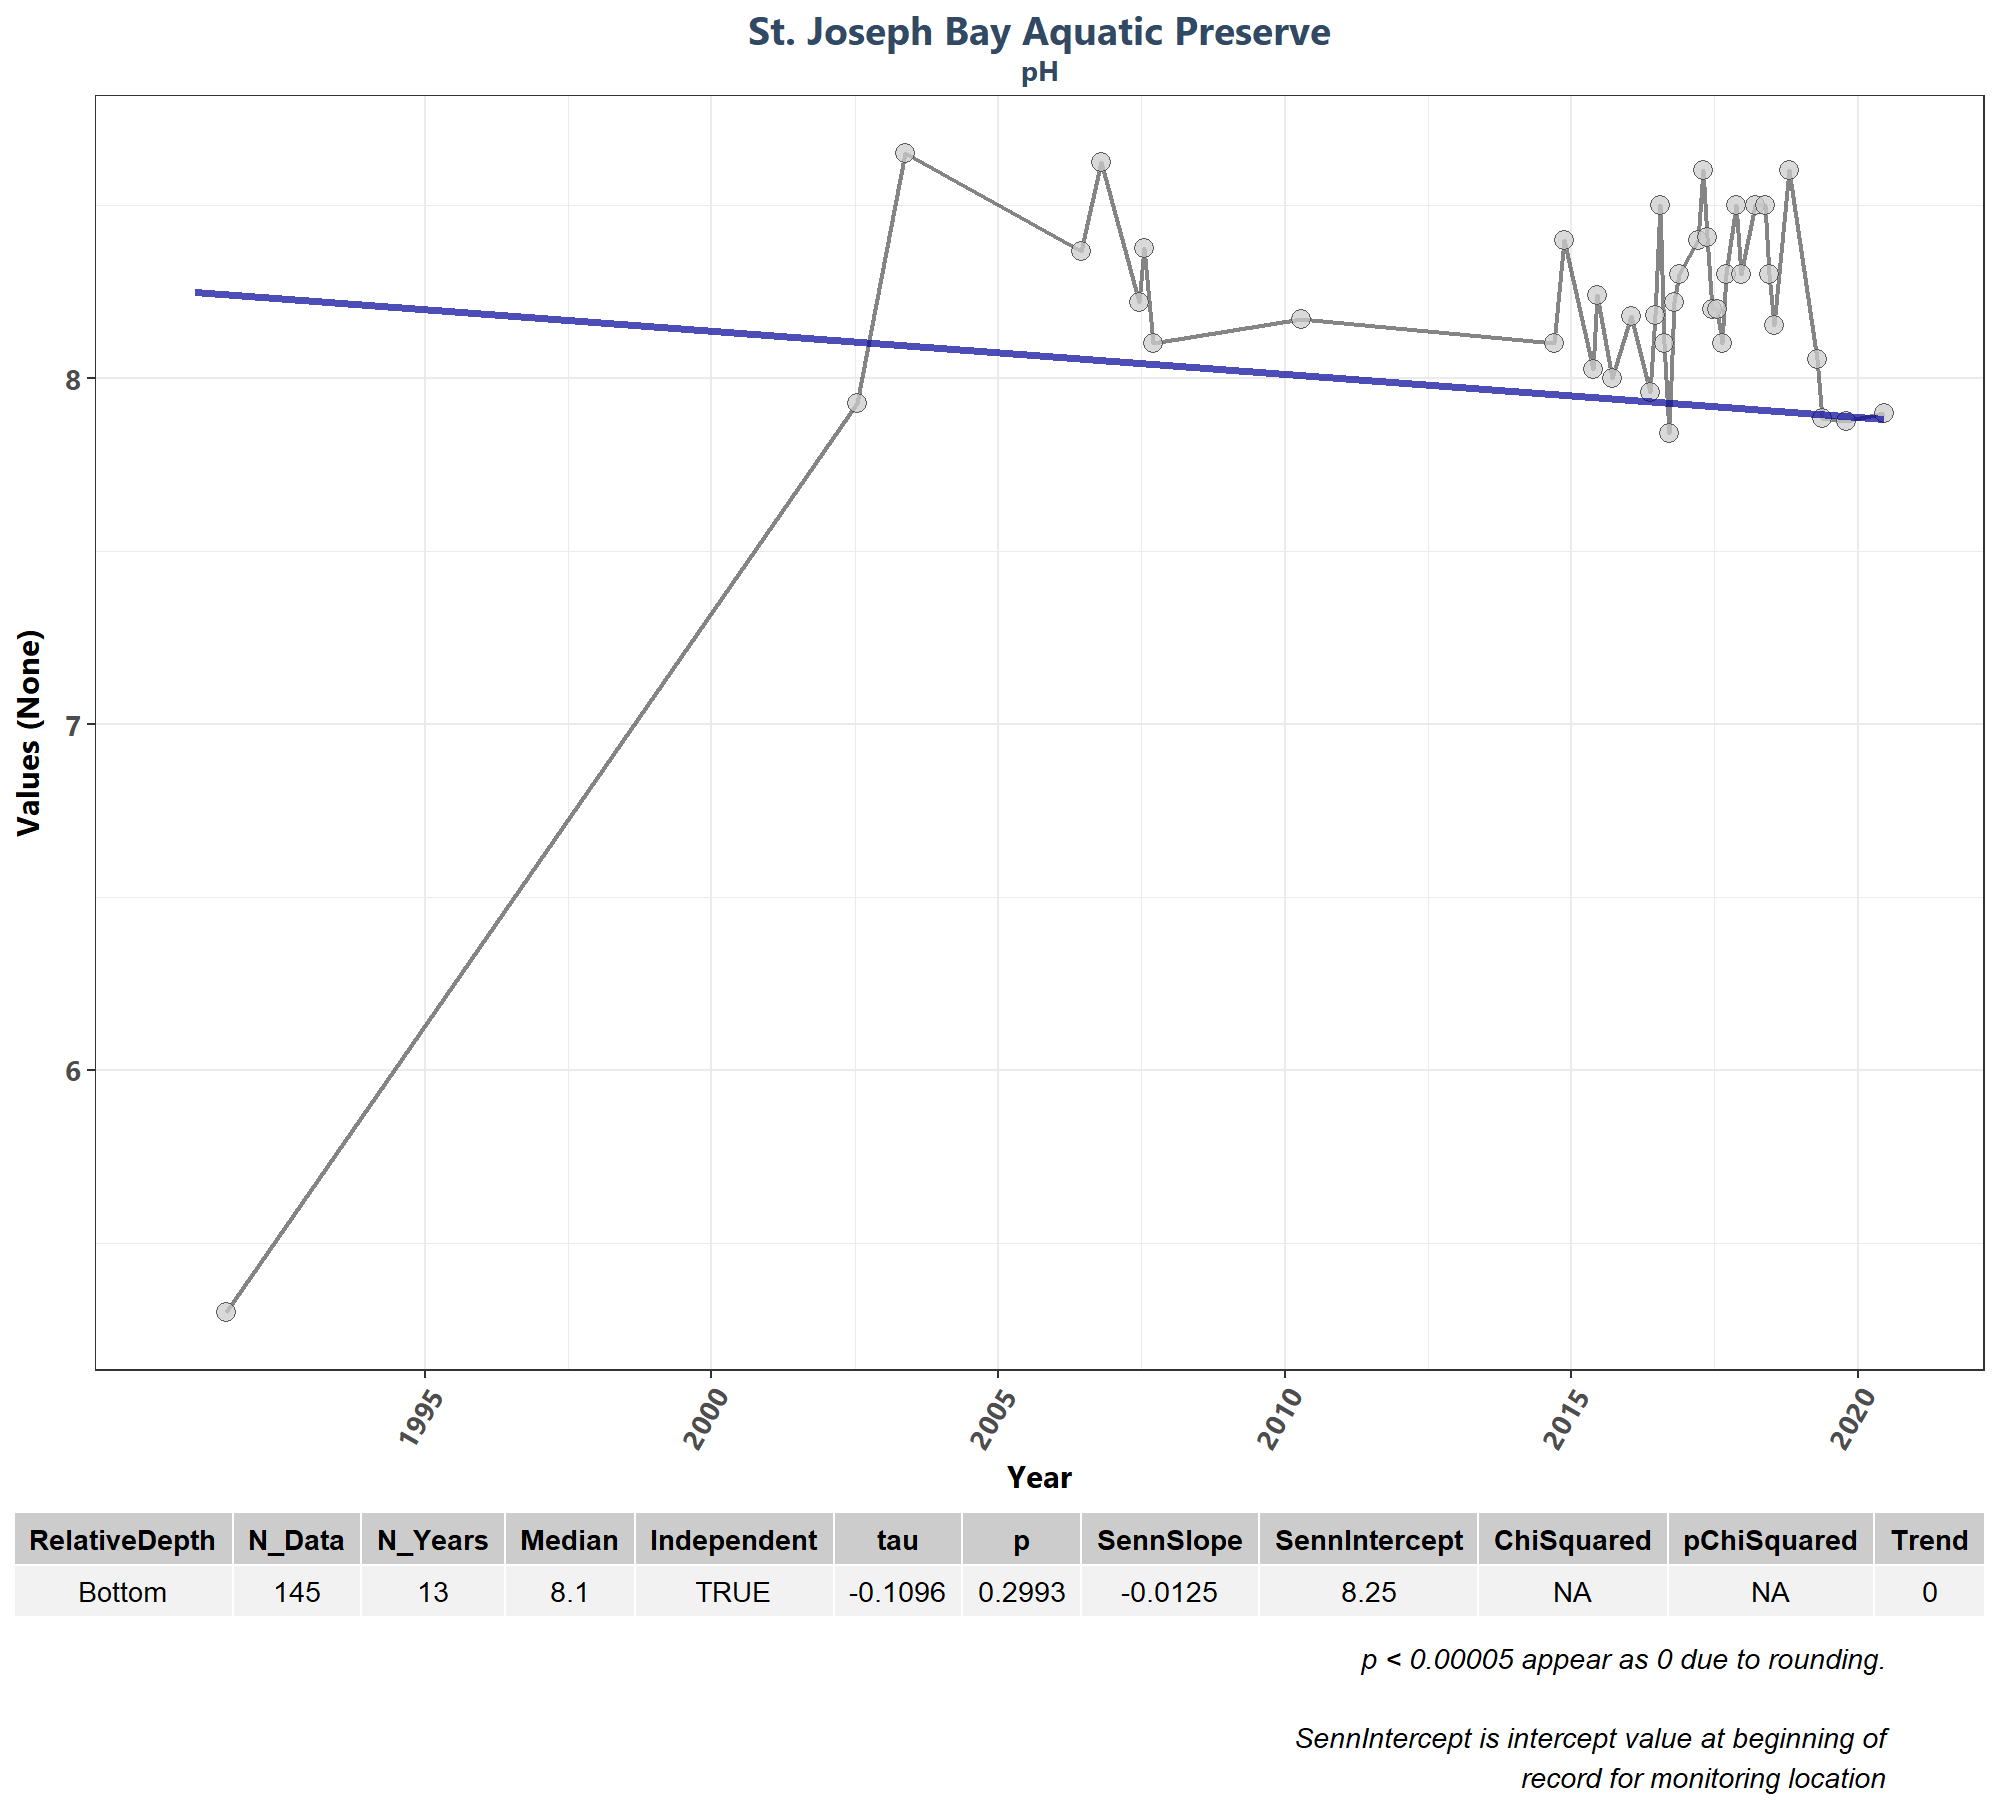 St. Joseph Bay Aquatic Preserve
pH
Values (None)
8
7
6
1995 2000 2005 2010 2015 2020
Year
RelativeDepth N_Data N_Years Median Independent tau p SennSlope SennIntercept ChiSquared pChiSquared Trend
Bottom 145 13 8.1 TRUE -0.1096 0.2993 -0.0125 8.25 NA NA 0
p < 0.00005 appear as 0 due to rounding.
SennIntercept is intercept value at beginning of
record for monitoring location